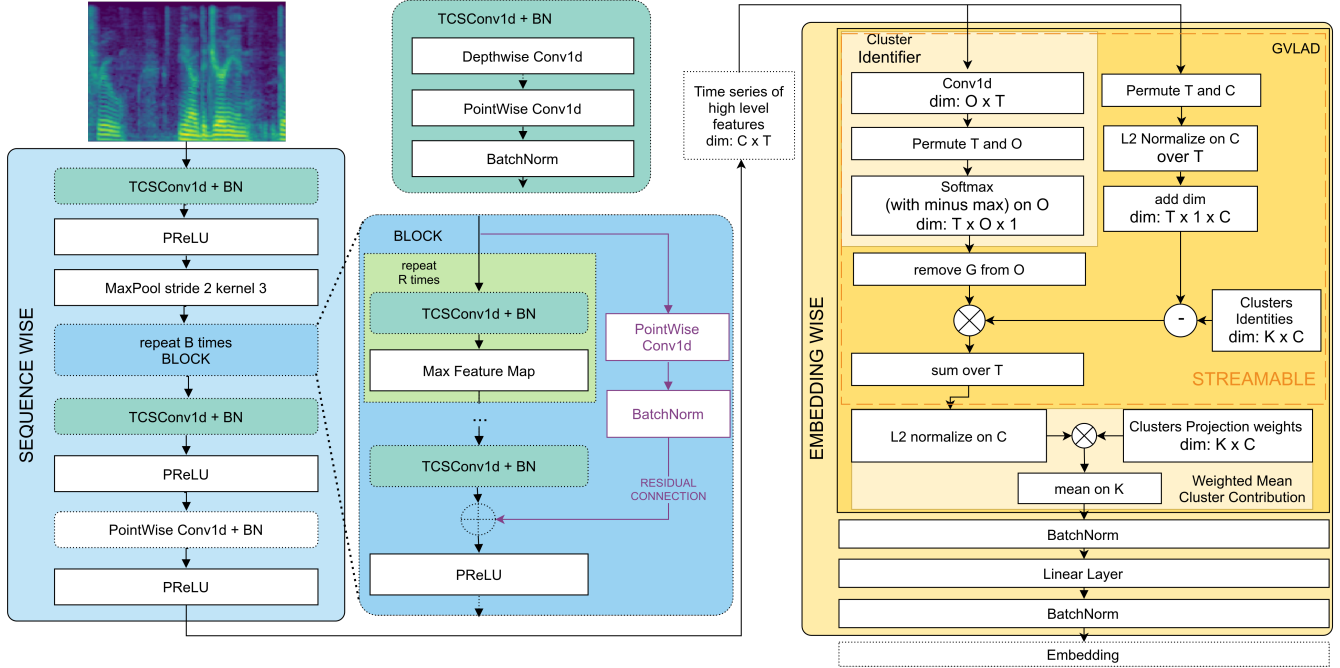 SEQUENCE WISE
TCSConv1d + BN
PReLU
MaxPool stride 2 kernel 3
repeat B times
BLOCK
TCSConv1d + BN
PReLU
PointWise Conv1d + BN
PReLU
TCSConv1d + BN
Depthwise Conv1d
PointWise Conv1d
BatchNorm
BLOCK
repeat
R times
TCSConv1d + BN
Max Feature Map
...
TCSConv1d + BN
PReLU
PointWise
Conv1d
BatchNorm
RESIDUAL
CONNECTION
Time series of
high level
features
dim: C x T
EMBEDDING WISE
GVLAD
Cluster
Identifier
Conv1d
dim: O x T
Permute T and O
Softmax
(with minus max) on O
dim: T x O x 1
remove G from O
Permute T and C
L2 Normalize on C
over T
add dim
dim: T x 1 x C
-
Clusters
Identities
dim: K x C
sum over T
STREAMABLE
L2 normalize on C
Clusters Projection weights
dim: K x C
mean on K
Weighted Mean
Cluster Contribution
BatchNorm
Linear Layer
BatchNorm
Embedding